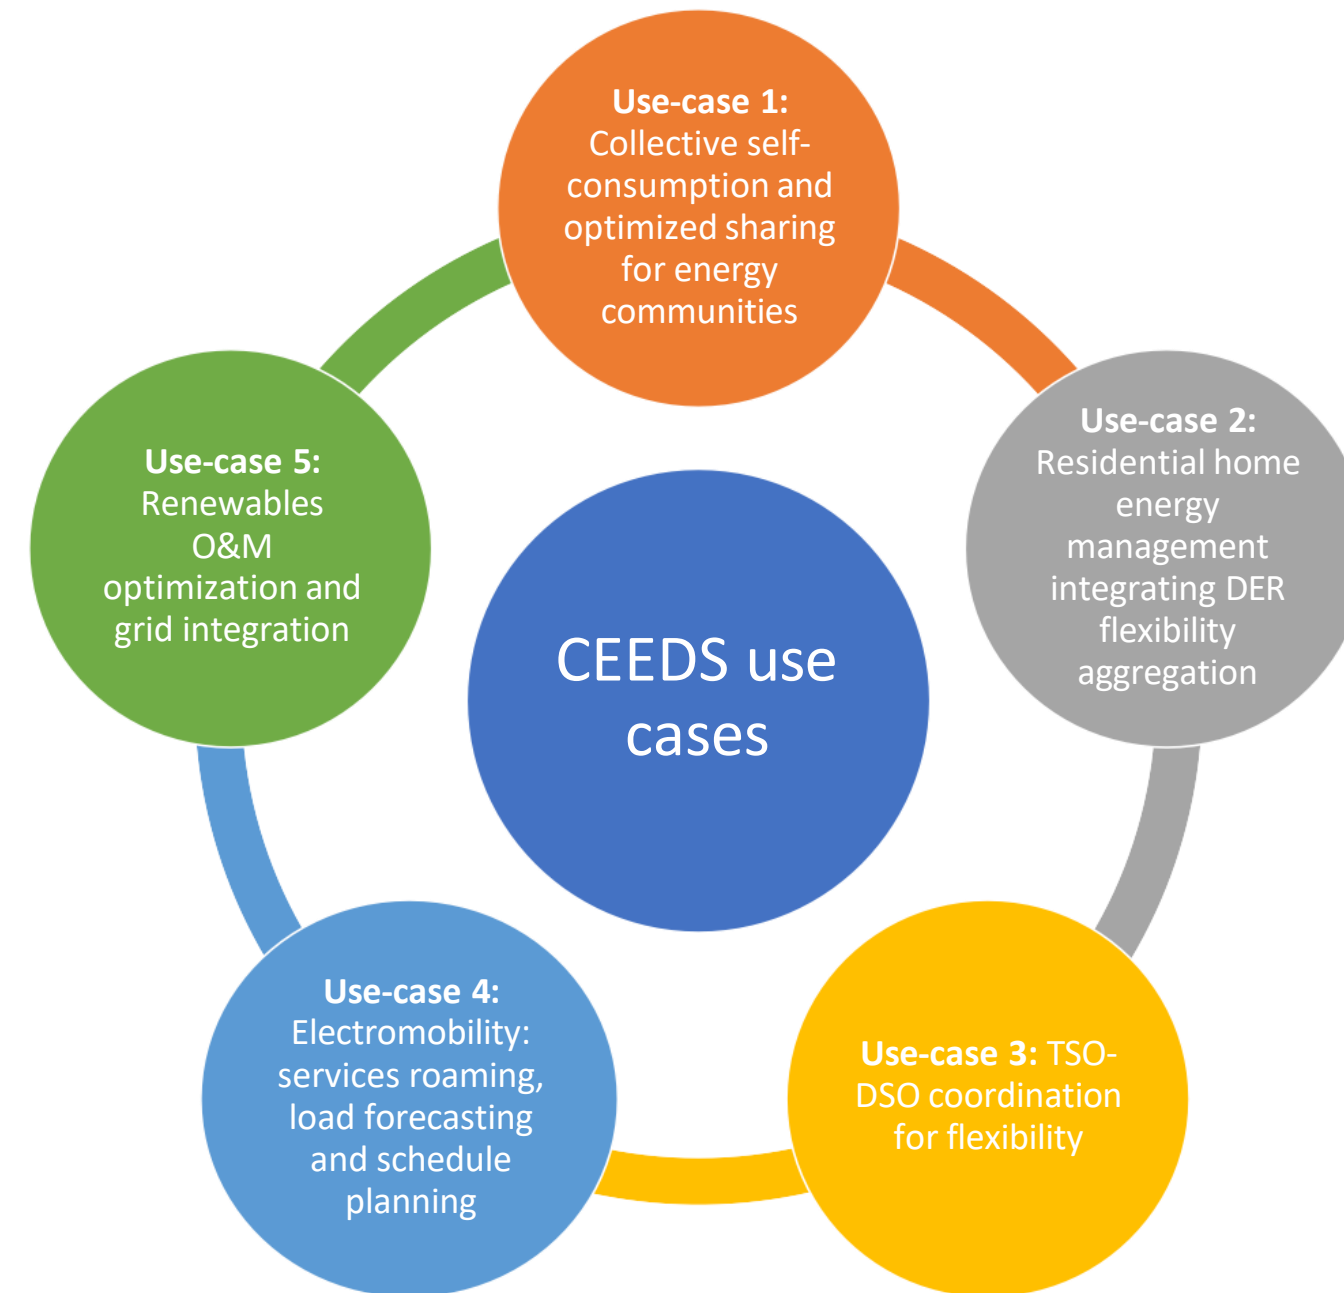 Use-case 1:
Collective self-
consumption and
optimized sharing
for energy
communities
Use-case 2:
Residential home
energy
management
integrating DER
flexibility
aggregation
Use-case 5:
Renewables
O&M
optimization and
grid integration
CEEDS use
cases
Use-case 4:
Electromobility:
services roaming,
load forecasting
and schedule
planning
Use-case 3: TSO-
DSO coordination
for flexibility